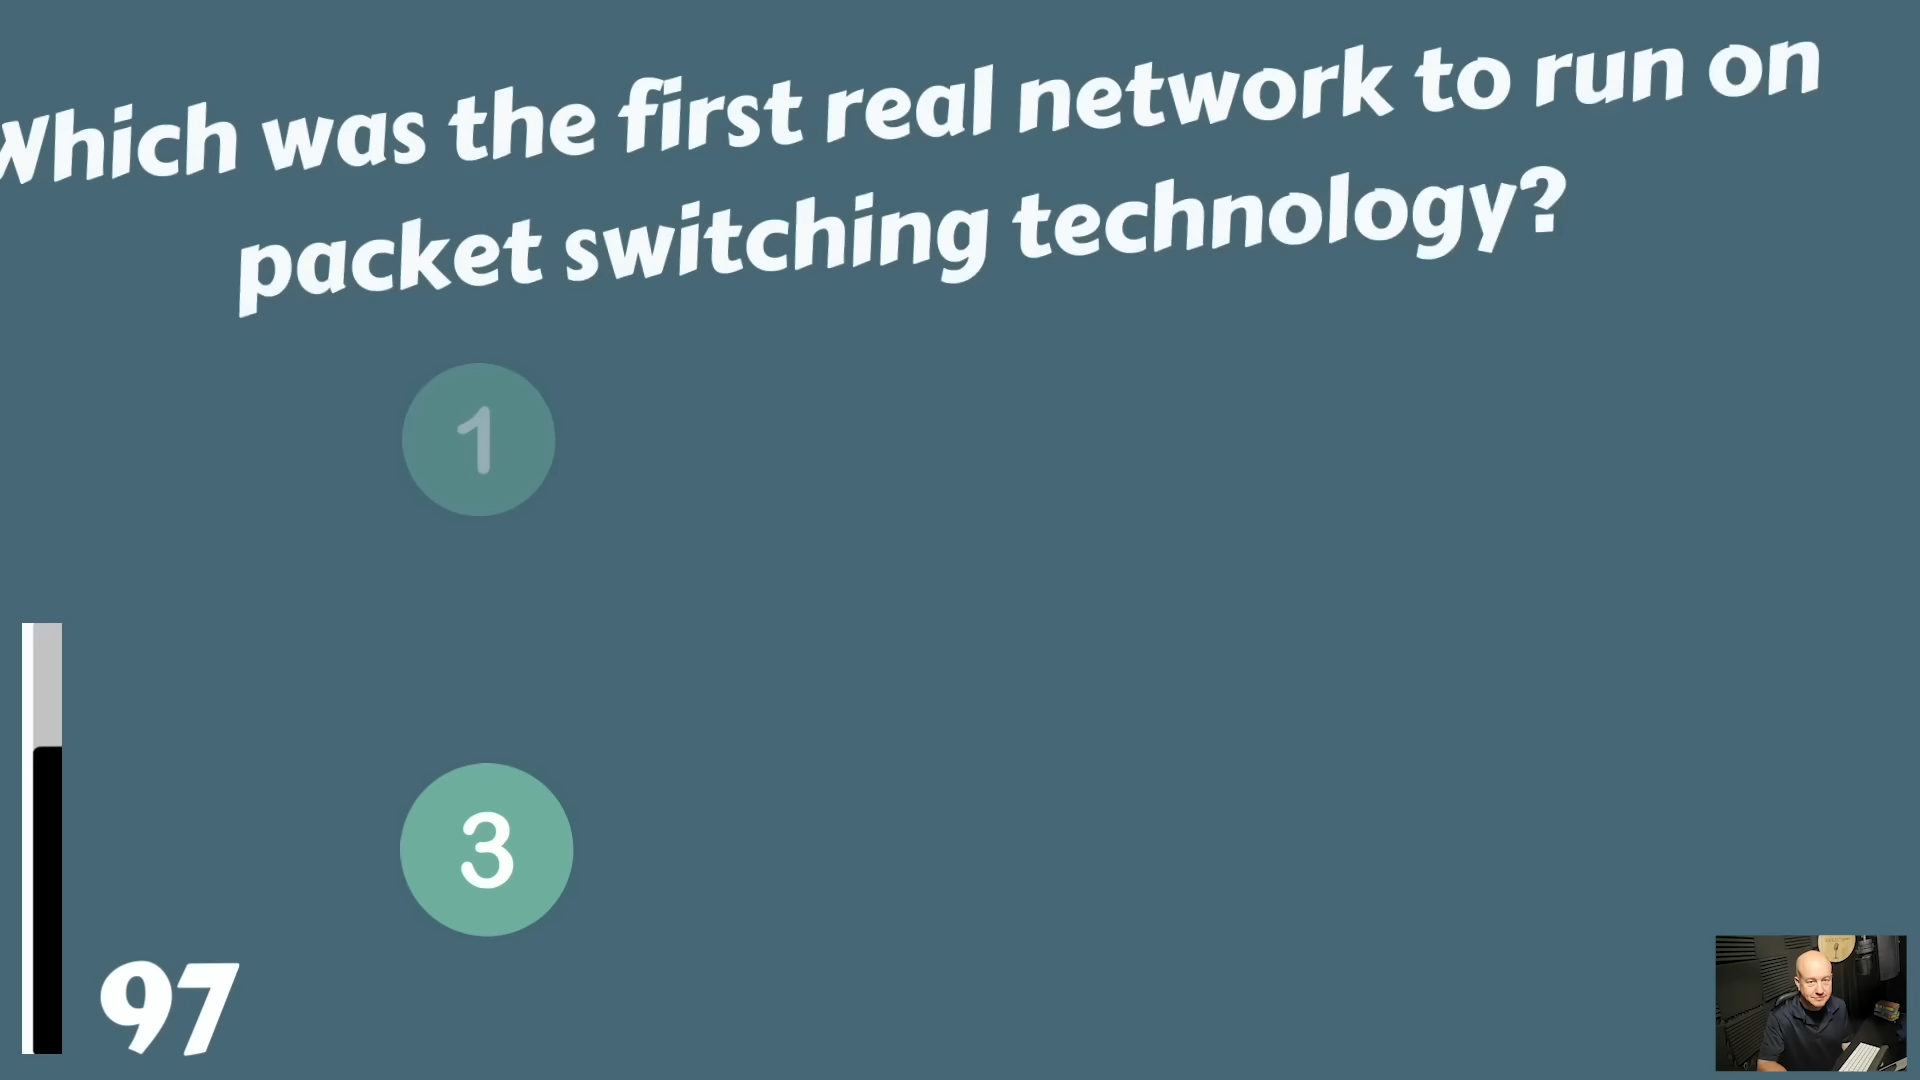 Which was the first real network to run on
packet switching technology?
1
3
97